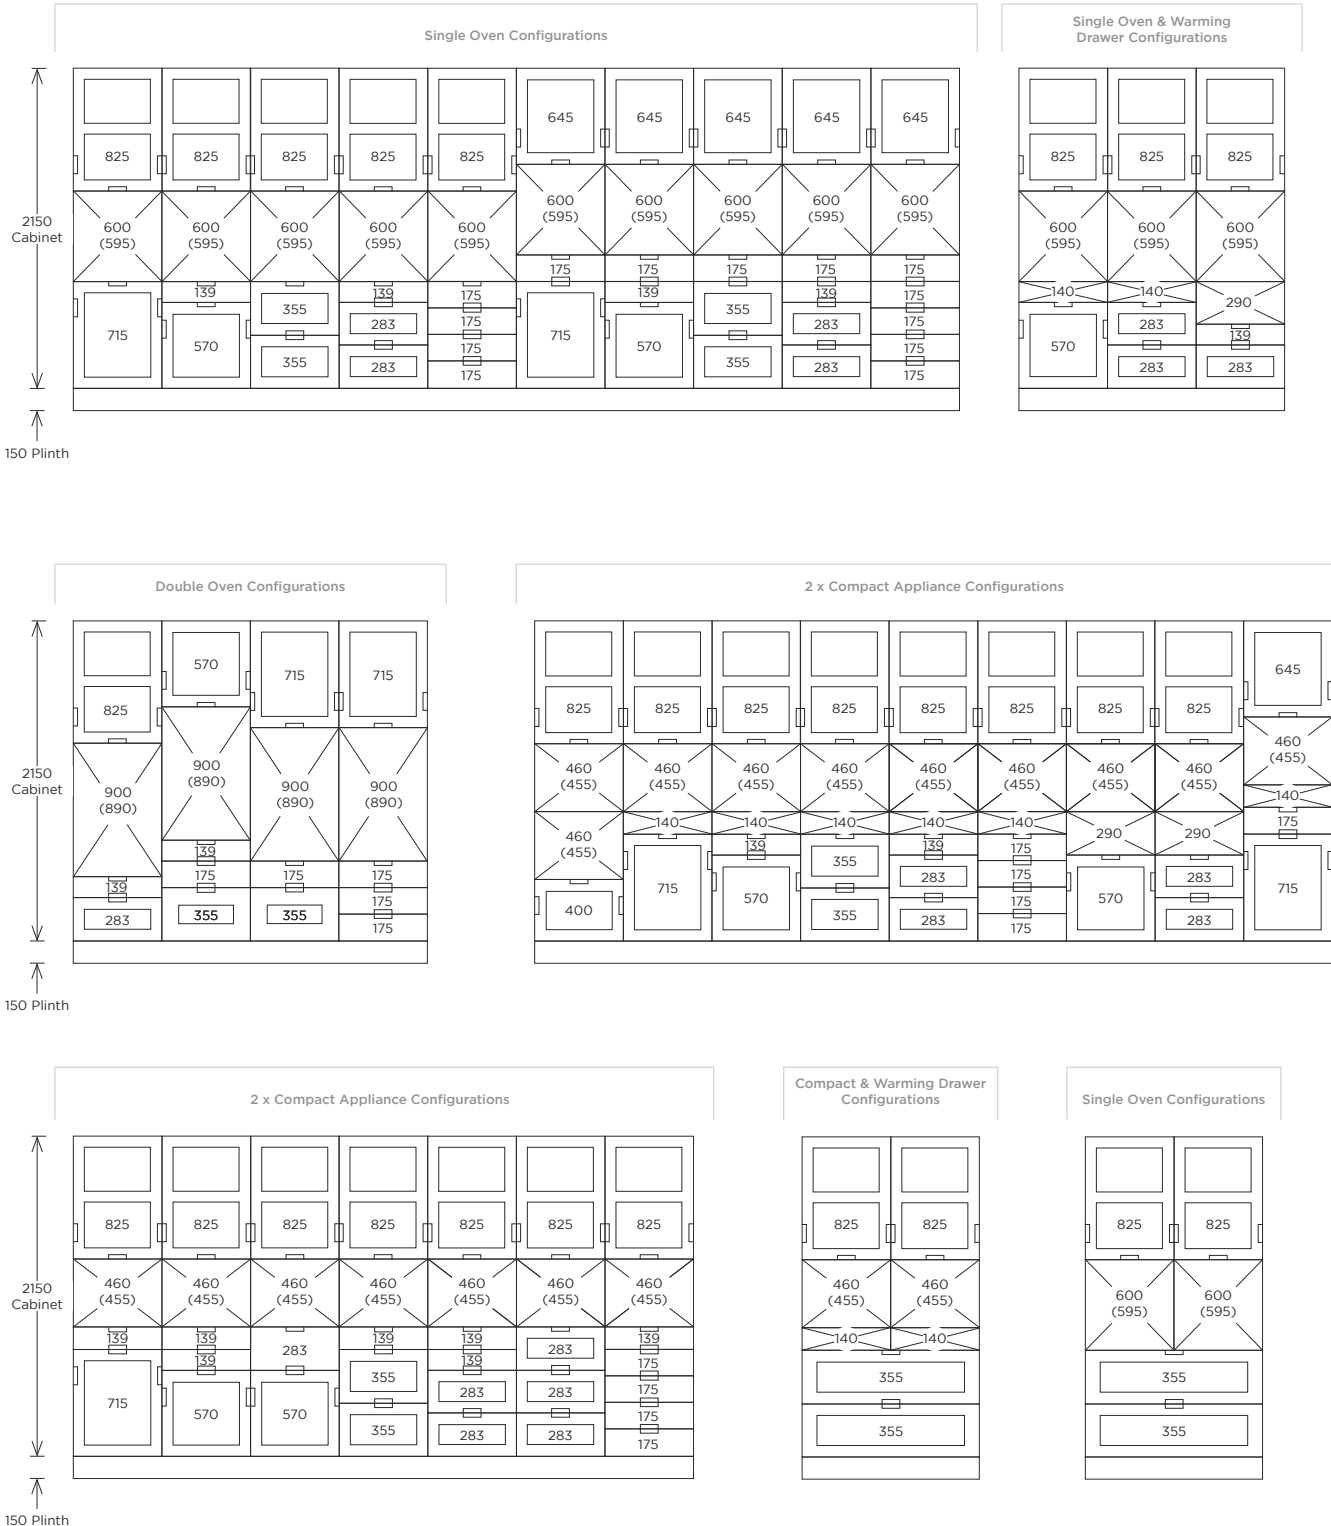 Single Oven Configurations
Single Oven & Warming
Drawer Configurations
645 645 645 645 645
825 825 825 825 825
825 825 825
600 600 600 600 600
(595) (595) (595) (595) (595)
2150
Cabinet
600 600 600 600 600
(595) (595) (595) (595) (595)
600 600 600
(595) (595) (595)
175 175 175 175 175
139 139 175 139 139 175
140 140 290
355 283 175 355 283 175
715 570 175 715 570 175
570 283 139
355 283 175 355 283 175
283 283
150 Plinth
Double Oven Configurations
2 x Compact Appliance Configurations
570 715 715
645
825
825 825 825 825 825 825 825 825
900 900 900 900
(890) (890) (890) (890)
2150
Cabinet
460 460 460 460 460 460 460 460 460
(455) (455) (455) (455) (455) (455) (455) (455) (455)
140
140 140 140 140 140 290 290 175
460
(455)
139 139 175
139 175 175 175
355 283 175 283
715 570 570 715
175
283 355 355 175
400 355 283 175 283
175
150 Plinth
2 x Compact Appliance Configurations
Compact & Warming Drawer
Configurations
Single Oven Configurations
825 825 825 825 825 825 825
825 825
825 825
2150
Cabinet
460 460 460 460 460 460 460
(455) (455) (455) (455) (455) (455) (455)
460 460
(455) (455)
600 600
(595) (595)
139 139 139 139 139
140 140
139 283 139 283 175
355 283 283 175
355
355
715 570 570 175
355 283 283 175
355
355
150 Plinth